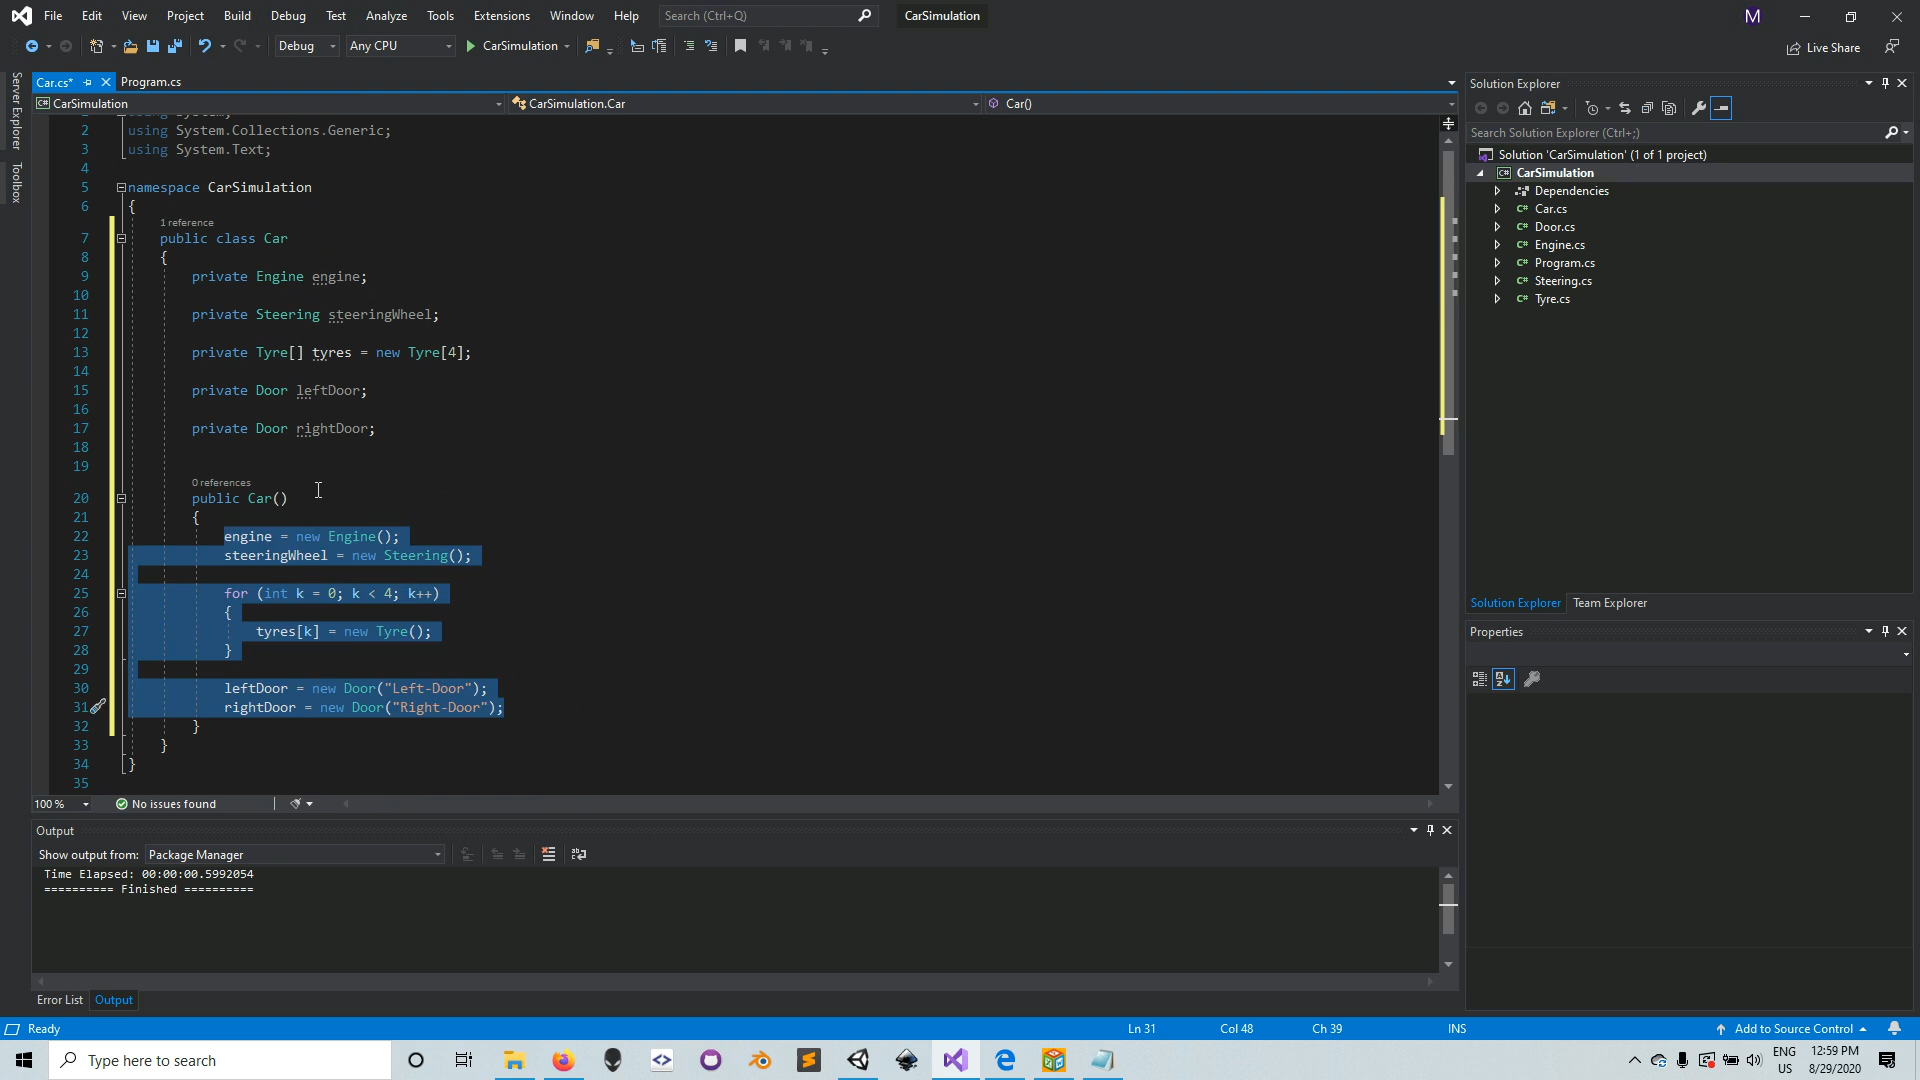 File Edit View Project Build Debug Test Analyze Tools Extensions Window Help Search (Ctrl+Q) CarSimulation M
Debug Any CPU CarSimulation Live Share
Server Explorer
Toolbox
Car.cs* Program.cs
CarSimulation CarSimulation.Car Car()
2 using System.Collections.Generic;
3 using System.Text;
4
5 namespace CarSimulation
6 {
1 reference
7 public class Car
8 {
9 private Engine engine;
10
11 private Steering steeringWheel;
12
13 private Tyre[] tyres = new Tyre[4];
14
15 private Door leftDoor;
16
17 private Door rightDoor;
18
19
0 references
20 public Car()
21 {
22 engine = new Engine();
23 steeringWheel = new Steering();
24
25 for (int k = 0; k < 4; k++)
26 {
27 tyres[k] = new Tyre();
28 }
29
30 leftDoor = new Door("Left-Door");
31 rightDoor = new Door("Right-Door");
32 }
33 }
34 }
35
100 % No issues found
Output
Show output from: Package Manager
Time Elapsed: 00:00:00.5992054
========== Finished ==========
Error List Output
Solution Explorer
Search Solution Explorer (Ctrl+;)
Solution 'CarSimulation' (1 of 1 project)
C# CarSimulation
Dependencies
C# Car.cs
C# Door.cs
C# Engine.cs
C# Program.cs
C# Steering.cs
C# Tyre.cs
Solution Explorer Team Explorer
Properties
Ready Ln 31 Col 48 Ch 39 INS Add to Source Control
Type here to search ENG US 12:59 PM 8/29/2020